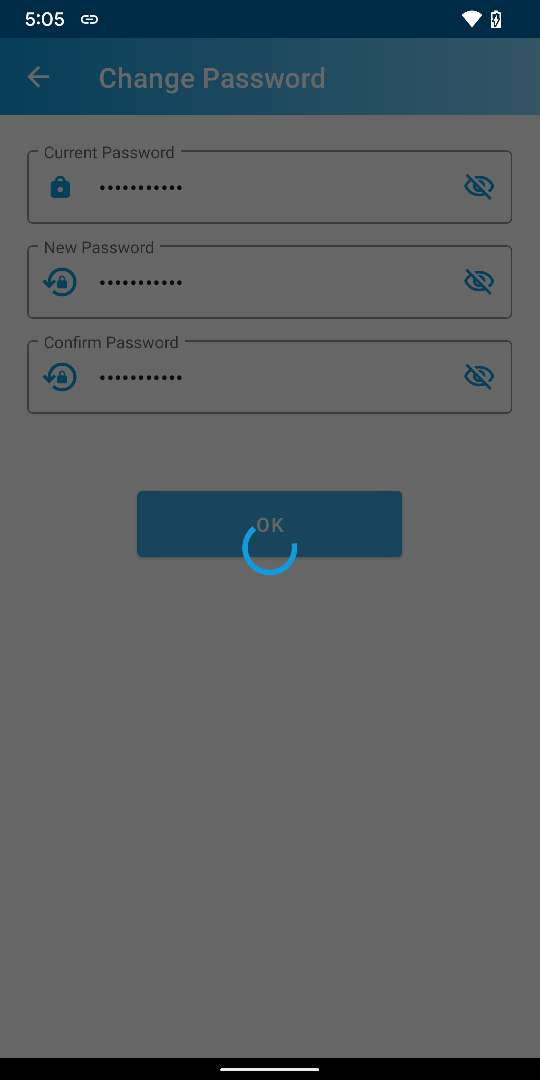 5:05
Change Password
Current Password
•••••••••••
New Password
•••••••••••
Confirm Password
•••••••••••
OK